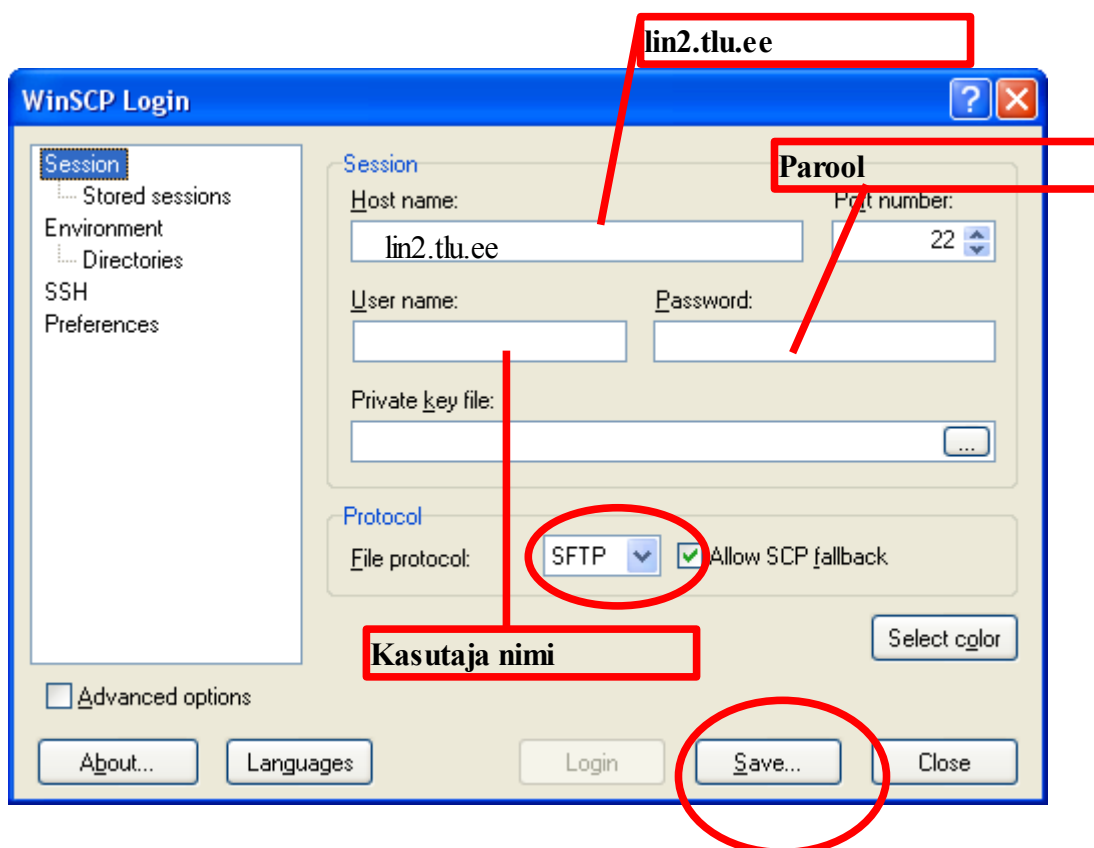 lin2.tlu.ee
WinSCP Login
Session
Stored sessions
Environment
Directories
SSH
Preferences
Session
Parool
Host name:
Port number:
lin2.tlu.ee
22
User name:
Password:
Private key file:
...
Protocol
File protocol:
SFTP
Allow SCP fallback
Kasutaja nimi
Select color
Advanced options
About...
Languages
Login
Save...
Close